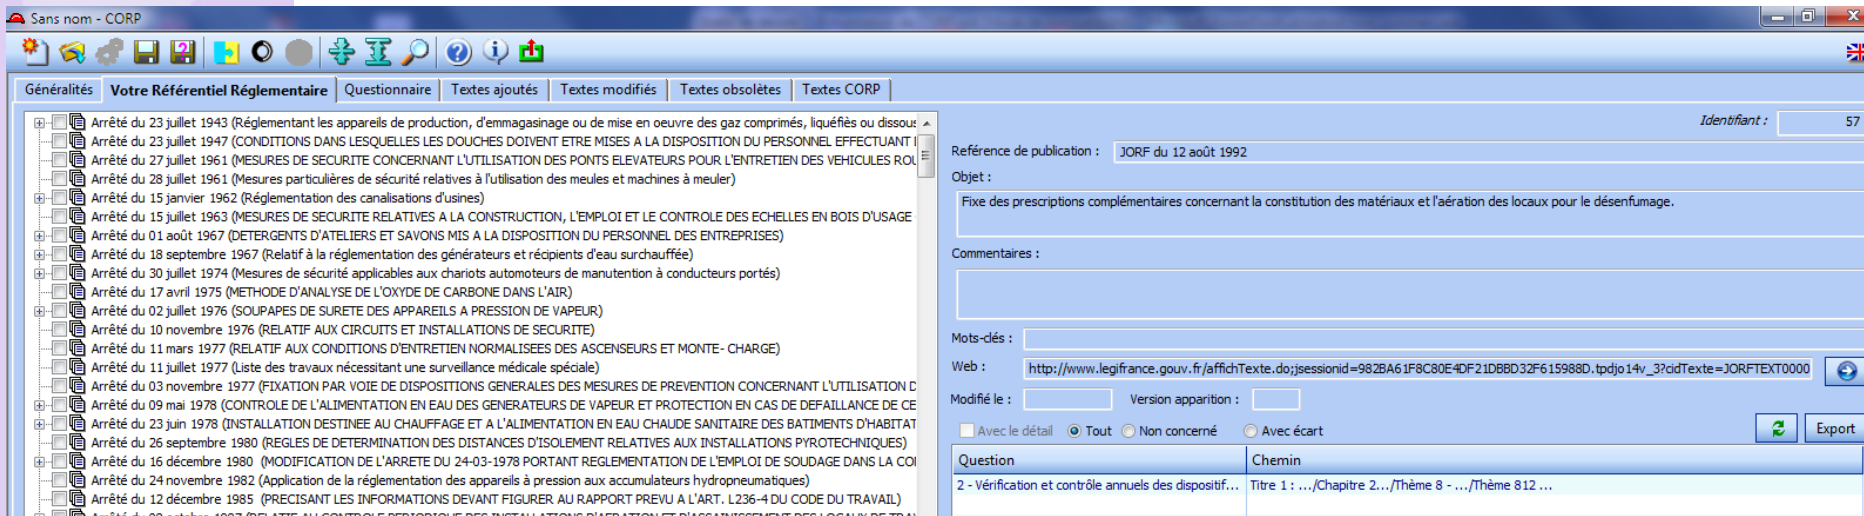 Sans nom - CORP
Généralités Votre Référentiel Réglementaire Questionnaire Textes ajoutés Textes modifiés Textes obsolètes Textes CORP
Arrêté du 23 juillet 1943 (Réglementant les appareils de production, d'emmagasinage ou de mise en oeuvre des gaz comprimés, liquéfiès ou dissous
Arrêté du 23 juillet 1947 (CONDITIONS DANS LESQUELLES LES DOUCHES DOIVENT ETRE MISES A LA DISPOSITION DU PERSONNEL EFFECTUANT
Arrêté du 27 juillet 1961 (MESURES DE SECURITE CONCERNANT L'UTILISATION DES PONTS ELEVATEURS POUR L'ENTRETIEN DES VEHICULES ROU
Arrêté du 28 juillet 1961 (Mesures particulières de sécurité relatives à l'utilisation des meules et machines à meuler)
Arrêté du 15 janvier 1962 (Réglementation des canalisations d'usines)
Arrêté du 15 juillet 1963 (MESURES DE SECURITE RELATIVES A LA CONSTRUCTION, L'EMPLOI ET LE CONTROLE DES ECHELLES EN BOIS D'USAGE
Arrêté du 01 août 1967 (DETERGENTS D'ATELIERS ET SAVONS MIS A LA DISPOSITION DU PERSONNEL DES ENTREPRISES)
Arrêté du 18 septembre 1967 (Relatif à la réglementation des générateurs et récipients d'eau surchauffée)
Arrêté du 30 juillet 1974 (Mesures de sécurité applicables aux chariots automoteurs de manutention à conducteurs portés)
Arrêté du 17 avril 1975 (METHODE D'ANALYSE DE L'OXYDE DE CARBONE DANS L'AIR)
Arrêté du 02 juillet 1976 (SOUPAPES DE SURETE DES APPAREILS A PRESSION DE VAPEUR)
Arrêté du 10 novembre 1976 (RELATIF AUX CIRCUITS ET INSTALLATIONS DE SECURITE)
Arrêté du 11 mars 1977 (RELATIF AUX CONDITIONS D'ENTRETIEN NORMALISEES DES ASCENSEURS ET MONTE- CHARGE)
Arrêté du 11 juillet 1977 (Liste des travaux nécessitant une surveillance médicale spéciale)
Arrêté du 03 novembre 1977 (FIXATION PAR VOIE DE DISPOSITIONS GENERALES DES MESURES DE PREVENTION CONCERNANT L'UTILISATION D
Arrêté du 09 mai 1978 (CONTROLE DE L'ALIMENTATION EN EAU DES GENERATEURS DE VAPEUR ET PROTECTION EN CAS DE DEFAILLANCE DE CE
Arrêté du 23 juin 1978 (INSTALLATION DESTINEE AU CHAUFFAGE ET A L'ALIMENTATION EN EAU CHAUDE SANITAIRE DES BATIMENTS D'HABITAT
Arrêté du 26 septembre 1980 (REGLES DE DETERMINATION DES DISTANCES D'ISOLEMENT RELATIVES AUX INSTALLATIONS PYROTECHNIQUES)
Arrêté du 16 décembre 1980 (MODIFICATION DE L'ARRETE DU 24-03-1978 PORTANT REGLEMENTATION DE L'EMPLOI DE SOUDAGE DANS LA CO
Arrêté du 24 novembre 1982 (Application de la réglementation des appareils à pression aux accumulateurs hydropneumatiques)
Arrêté du 12 décembre 1985 (PRECISANT LES INFORMATIONS DEVANT FIGURER AU RAPPORT PREVU A L'ART. L236-4 DU CODE DU TRAVAIL)
Identifiant : 57
Reférence de publication : JORF du 12 août 1992
Objet :
Fixe des prescriptions complémentaires concernant la constitution des matériaux et l'aération des locaux pour le désenfumage.
Commentaires :
Mots-clés :
Web : http://www.legifrance.gouv.fr/affichTexte.do;jsessionid=982BA61F8C80E4DF21DBBD32F615988D.tpdjo14v_3?cidTexte=JORFTEXT0000
Modifié le : Version apparition :
Avec le détail Tout Non concerné Avec écart Export
Question Chemin
2 - Vérification et contrôle annuels des dispositif... Titre 1 : .../Chapitre 2.../Thème 8 - .../Thème 812 ...